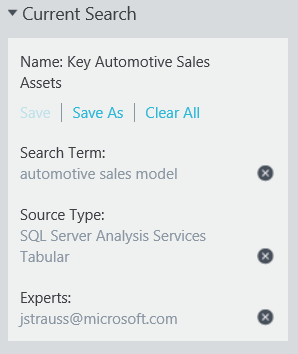 Current Search
Name: Key Automotive Sales
Assets
Save | Save As | Clear All
Search Term:
automotive sales model
Source Type:
SQL Server Analysis Services
Tabular
Experts:
jstrauss@microsoft.com